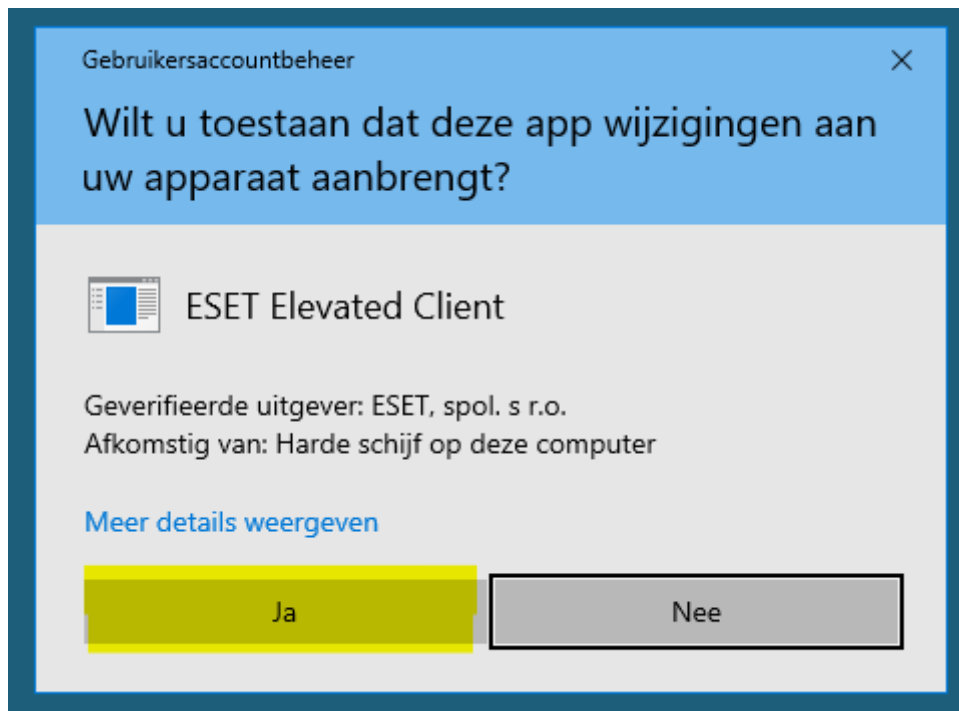 Gebruikersaccountbeheer
Wilt u toestaan dat deze app wijzigingen aan
uw apparaat aanbrengt?
ESET Elevated Client
Geverifieerde uitgever: ESET, spol. s r.o.
Afkomstig van: Harde schijf op deze computer
Meer details weergeven
Ja
Nee